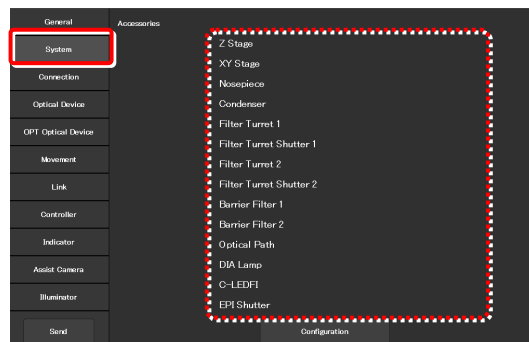 General
System
Connection
Optical Device
OPT Optical Device
Movement
Link
Controller
Indicator
Assist Camera
Illuminator
Send
Accessories
Z Stage
XY Stage
Nosepiece
Condenser
Filter Turret 1
Filter Turret Shutter 1
Filter Turret 2
Filter Turret Shutter 2
Barrier Filter 1
Barrier Filter 2
Optical Path
DIA Lamp
C-LEDFI
EPI Shutter
Configuration